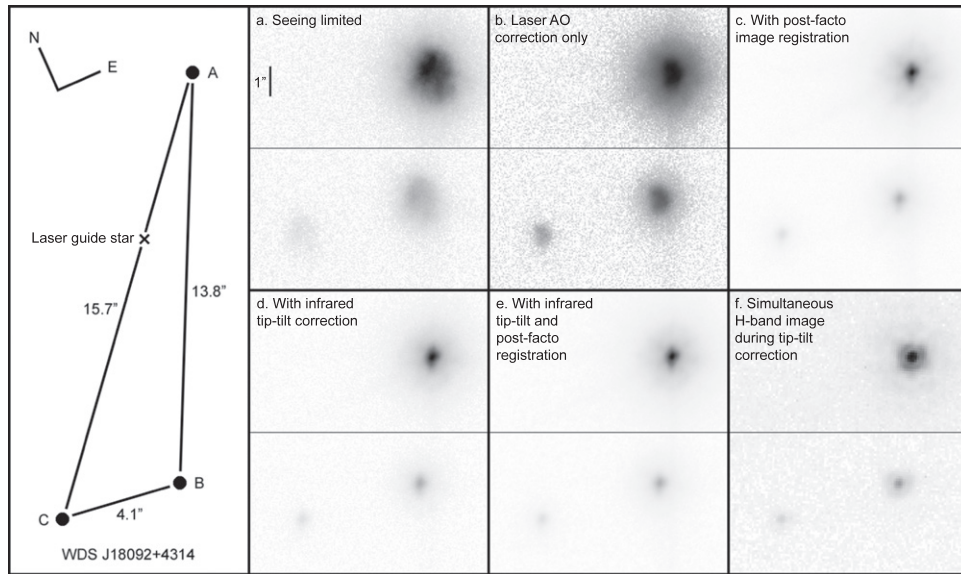 N
E
A
Laser guide star
15.7"
13.8"
B
C
4.1"
WDS J18092+4314
a. Seeing limited
1"
b. Laser AO
correction only
c. With post-facto
image registration
d. With infrared
tip-tilt correction
e. With infrared
tip-tilt and
post-facto
registration
f. Simultaneous
H-band image
during tip-tilt
correction